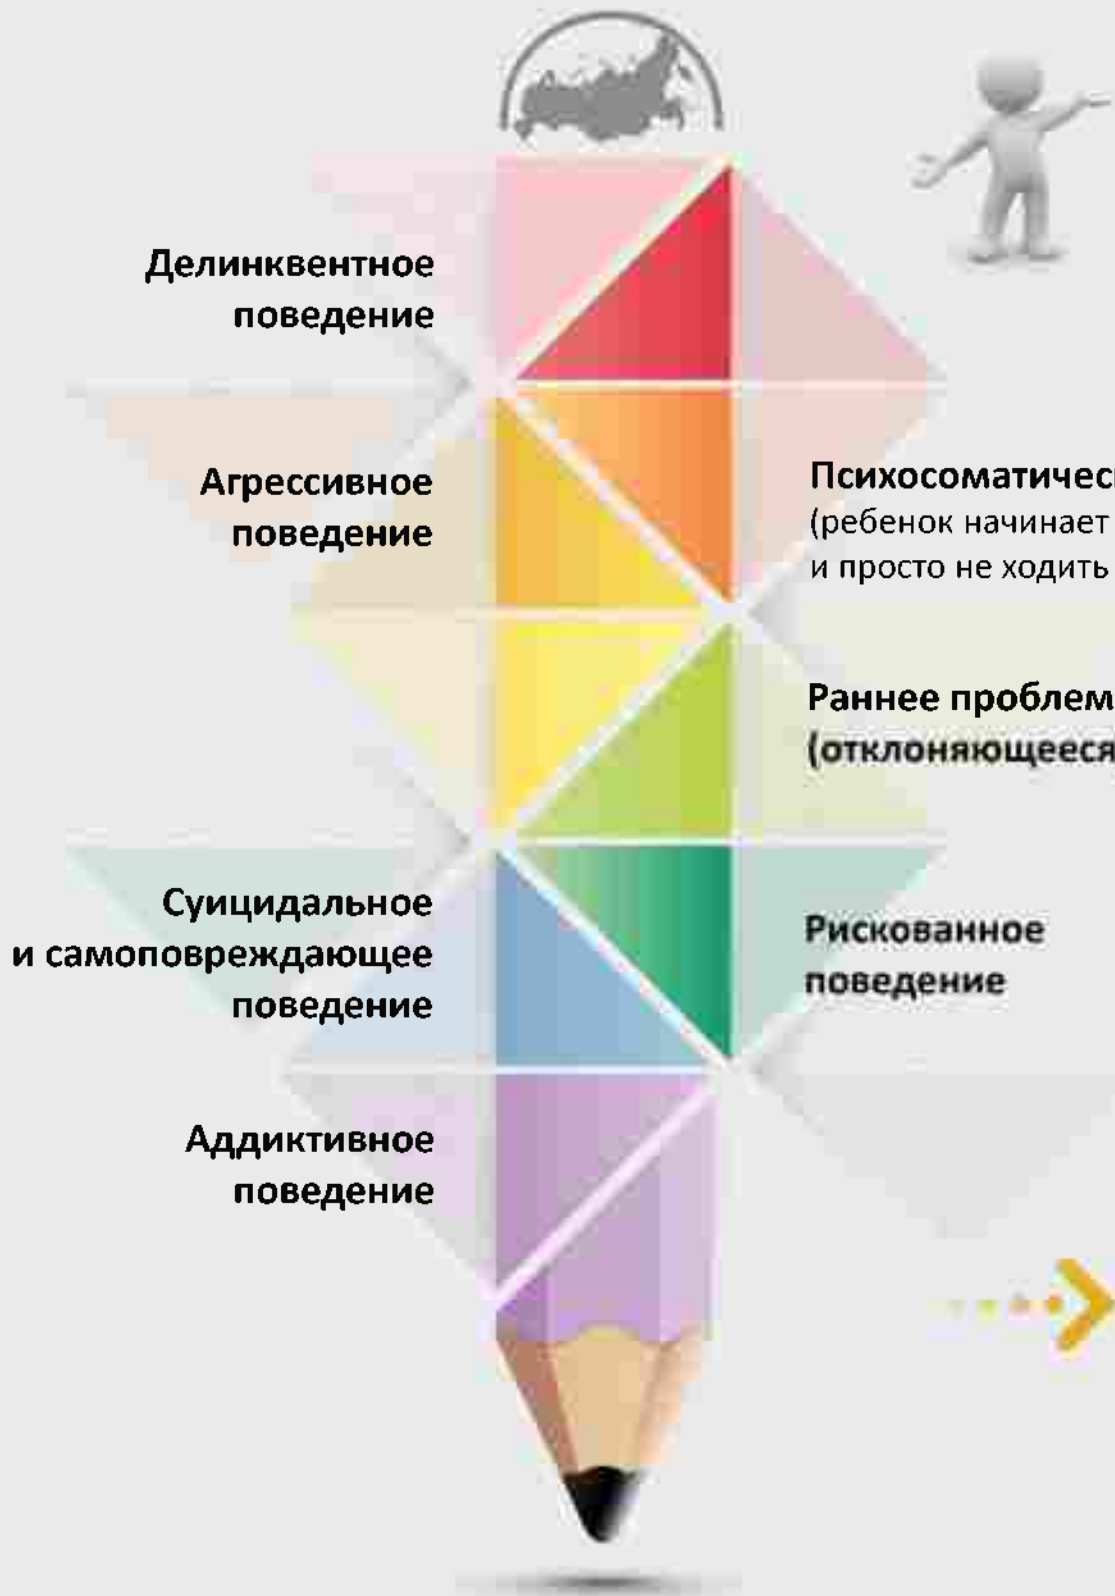 Делинквентное
поведение
Агрессивное
поведение
Психосоматическ
(ребенок начинает
и просто не ходить
Раннее проблем
(отклоняющееся
Суицидальное
и самоповреждающее
поведение
Рискованное
поведение
Аддиктивное
поведение